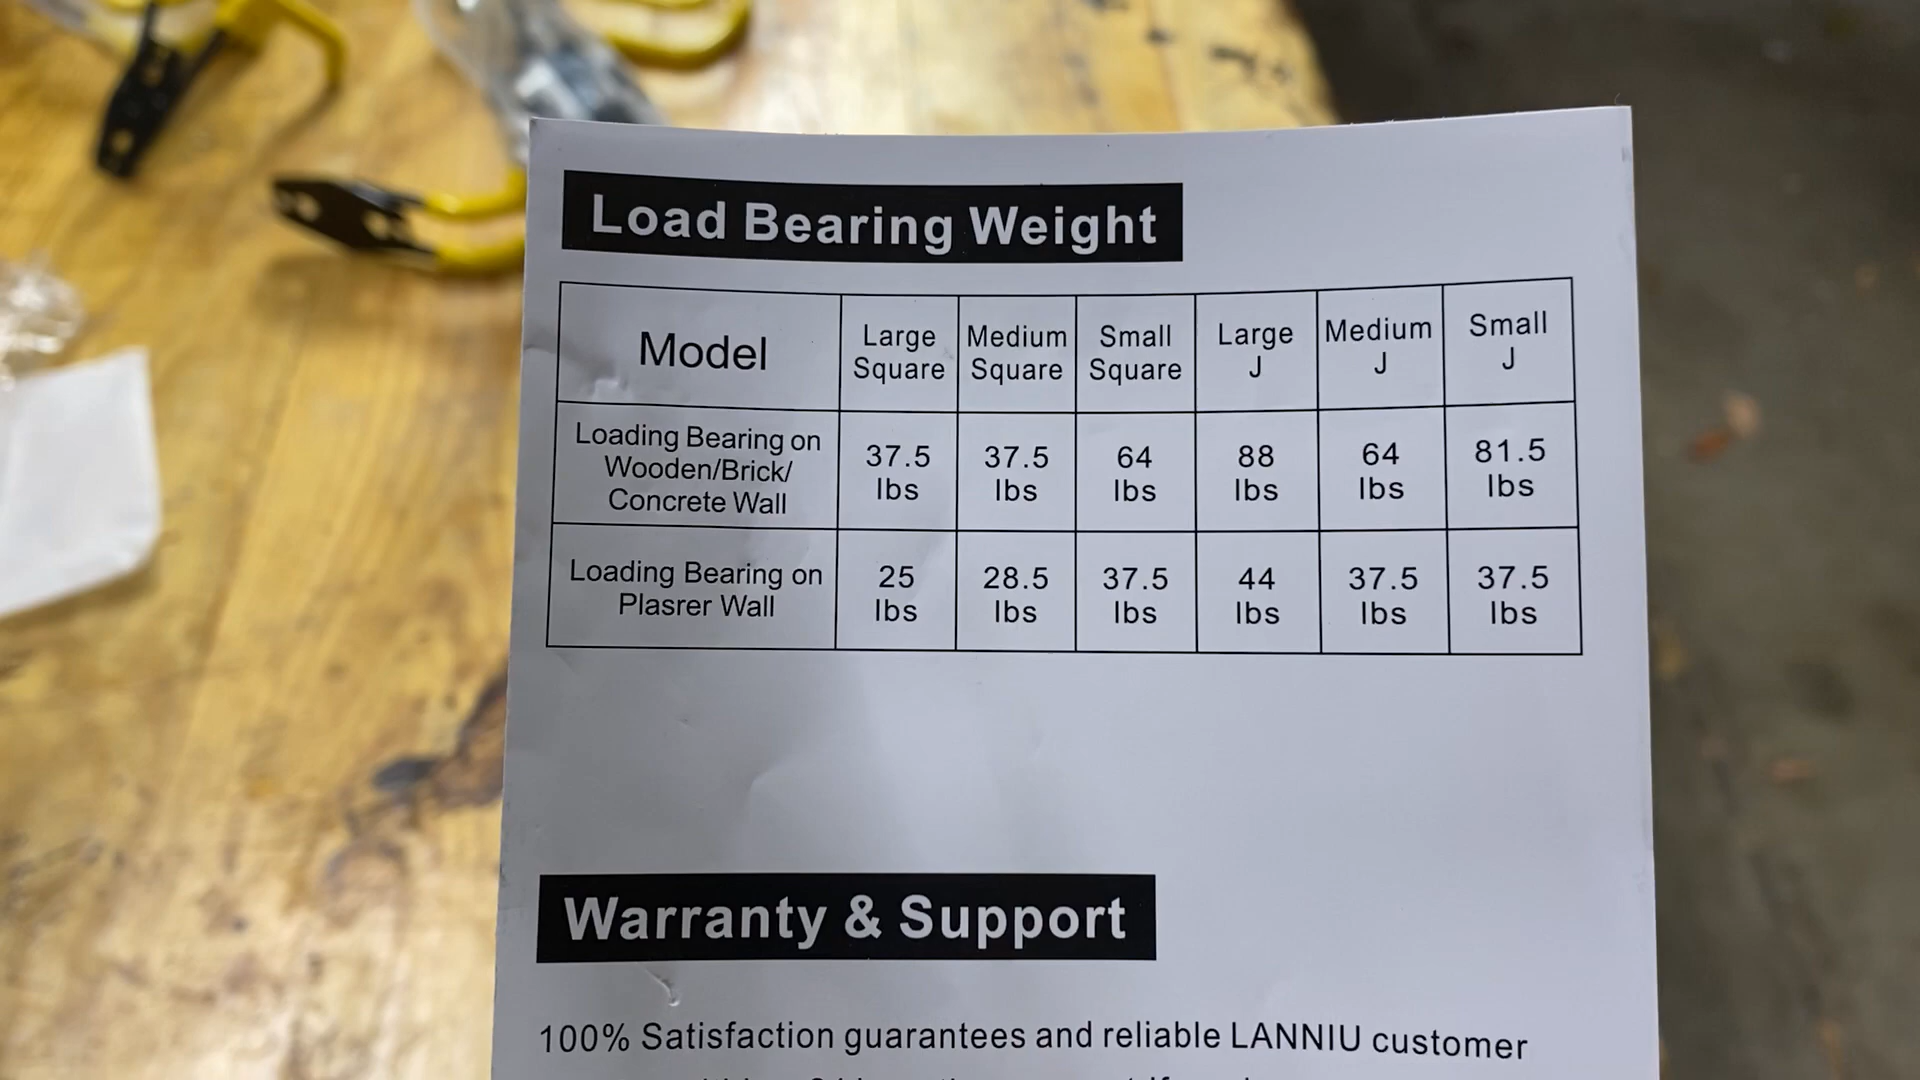 Load Bearing Weight
Model
Large Square
Medium Square
Small Square
Large J
Medium J
Small J
Loading Bearing on
Wooden/Brick/
Concrete Wall
37.5 lbs
37.5 lbs
64 lbs
88 lbs
64 lbs
81.5 lbs
Loading Bearing on
Plasrer Wall
25 lbs
28.5 lbs
37.5 lbs
44 lbs
37.5 lbs
37.5 lbs
Warranty & Support
100% Satisfaction guarantees and reliable LANNIU customer